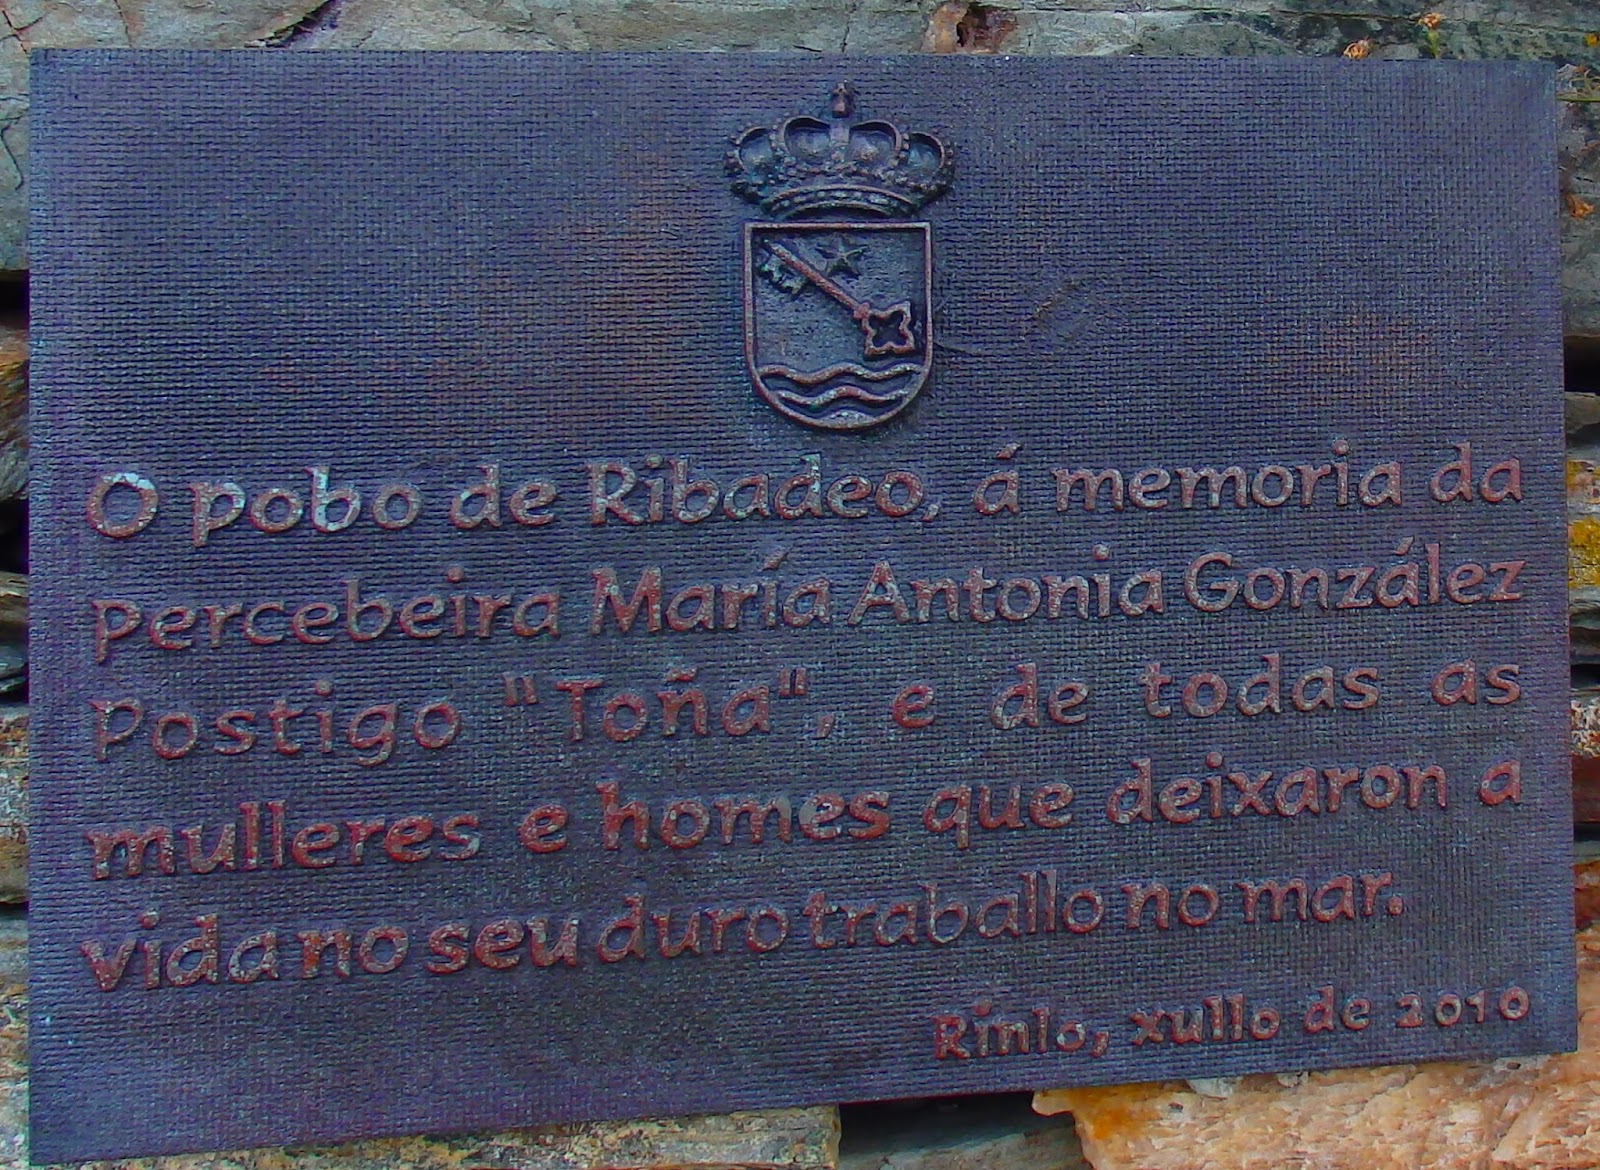 O pobo de Ribadeo, á memoria da
percebeira María Antonia González
Postigo "Toña", e de todas as
mulleres e homes que deixaron a
vida no seu duro traballo no mar.
Rinlo, xullo de 2010